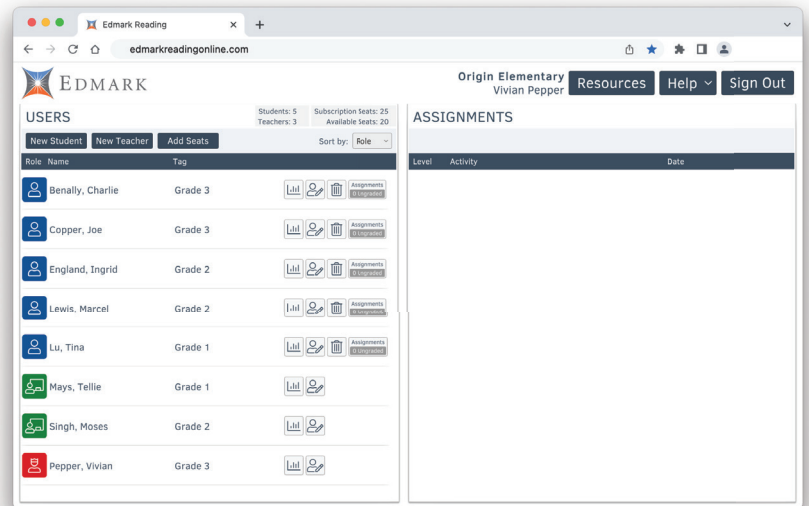 Edmark Reading
edmarkreadingonline.com
EDMARK
Origin Elementary
Vivian Pepper
Resources
Help
Sign Out
USERS
Students: 5 Subscription Seats: 25
Teachers: 3 Available Seats: 20
New Student New Teacher Add Seats Sort by: Role
Role Name Tag
Benally, Charlie Grade 3 Assignments
0 Ungraded
Copper, Joe Grade 3 Assignments
0 Ungraded
England, Ingrid Grade 2 Assignments
0 Ungraded
Lewis, Marcel Grade 2 Assignments
0 Ungraded
Lu, Tina Grade 1 Assignments
0 Ungraded
Mays, Tellie Grade 1
Singh, Moses Grade 2
Pepper, Vivian Grade 3
ASSIGNMENTS
Level Activity Date